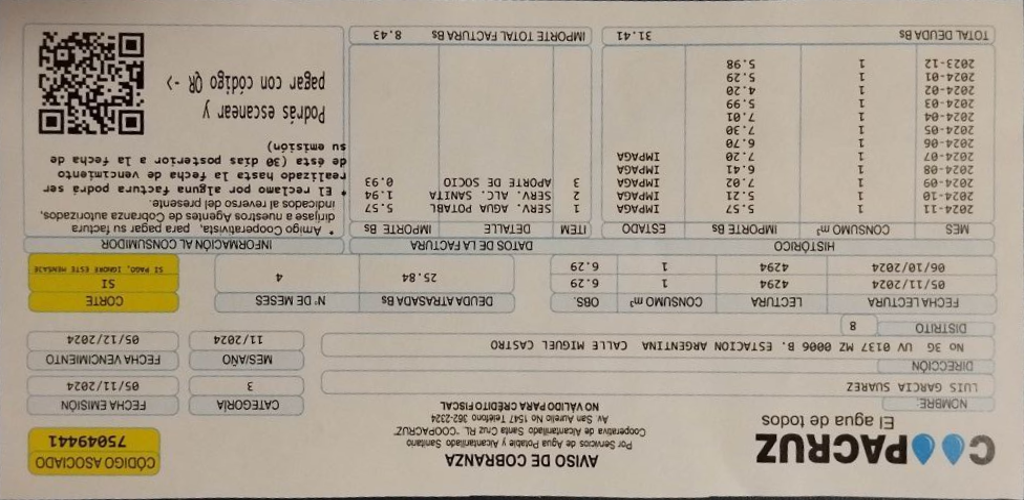 COOPACRUZ
El agua de todos
AVISO DE COBRANZA
Por Servicios de Agua Potable y Alcantarillado Sanitario
Cooperativa de Alcantarillado Santa Cruz "COOPACRUZ" RL
Av San Aurelio No 1547 Teléfono 362-2324
NO VÁLIDO PARA CRÉDITO FISCAL
CÓDIGO ASOCIADO
75049441
NOMBRE:
LUIS GARCIA SUAREZ
CATEGORÍA
3
FECHA EMISIÓN
05/11/2024
DIRECCIÓN
No 3G UV 0137 MZ 0006 B. ESTACION ARGENTINA CALLE MIGUEL CASTRO
MES/AÑO
11/2024
FECHA VENCIMIENTO
05/12/2024
DISTRITO
8
FECHA LECTURA LECTURA CONSUMO m³ OBS.
05/11/2024 4294 1 6.29
06/10/2024 4294 1 6.29
DEUDA ATRASADA Bs Nº DE MESES
25.84 4
CORTE
SI
SI PAGO, IGNORE ESTE MENSAJE
HISTÓRICO
MES CONSUMO m³ IMPORTE Bs ESTADO
2024-11 1 5.57 IMPAGA
2024-10 1 5.21 IMPAGA
2024-09 1 7.02 IMPAGA
2024-08 1 6.41 IMPAGA
2024-07 1 7.20 IMPAGA
2024-06 1 6.70
2024-05 1 7.30
2024-04 1 7.01
2024-03 1 5.99
2024-02 1 4.20
2024-01 1 5.29
2023-12 1 5.98
TOTAL DEUDA Bs 31.41
DATOS DE LA FACTURA
ITEM DETALLE IMPORTE Bs
1 SERV. AGUA POTABL 5.57
2 SERV. ALC. SANITA 1.94
3 APORTE DE SOCIO 0.93
IMPORTE TOTAL FACTURA Bs 8.43
INFORMACIÓN AL CONSUMIDOR
• Amigo Cooperativista, para pagar su factura
diríjase a nuestros Agentes de Cobranza autorizados,
indicados al reverso del presente.
• El reclamo por alguna factura podrá ser
realizado hasta la fecha de vencimiento
de ésta (30 días posterior a la fecha de
su emisión)
Podrás escanear y
pagar con código QR ->